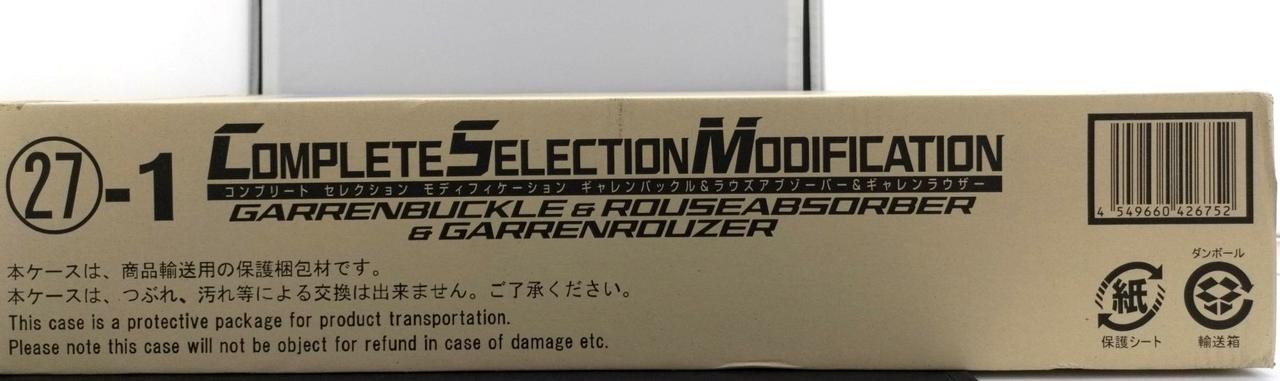 27-1
COMPLETE SELECTION MODIFICATION
コンプリート セレクション モディフィケーション ギャレンバックル&ラウズアブソーバー&ギャレンラウザー
GARRENBUCKLE & ROUSEABSORBER
& GARRENROUZER
本ケースは、商品輸送用の保護梱包材です。
本ケースは、つぶれ、汚れ等による交換は出来ません。ご了承ください。
This case is a protective package for product transportation.
Please note this case will not be object for refund in case of damage etc.
4 549660 426752
紙
保護シート
ダンボール
輸送箱